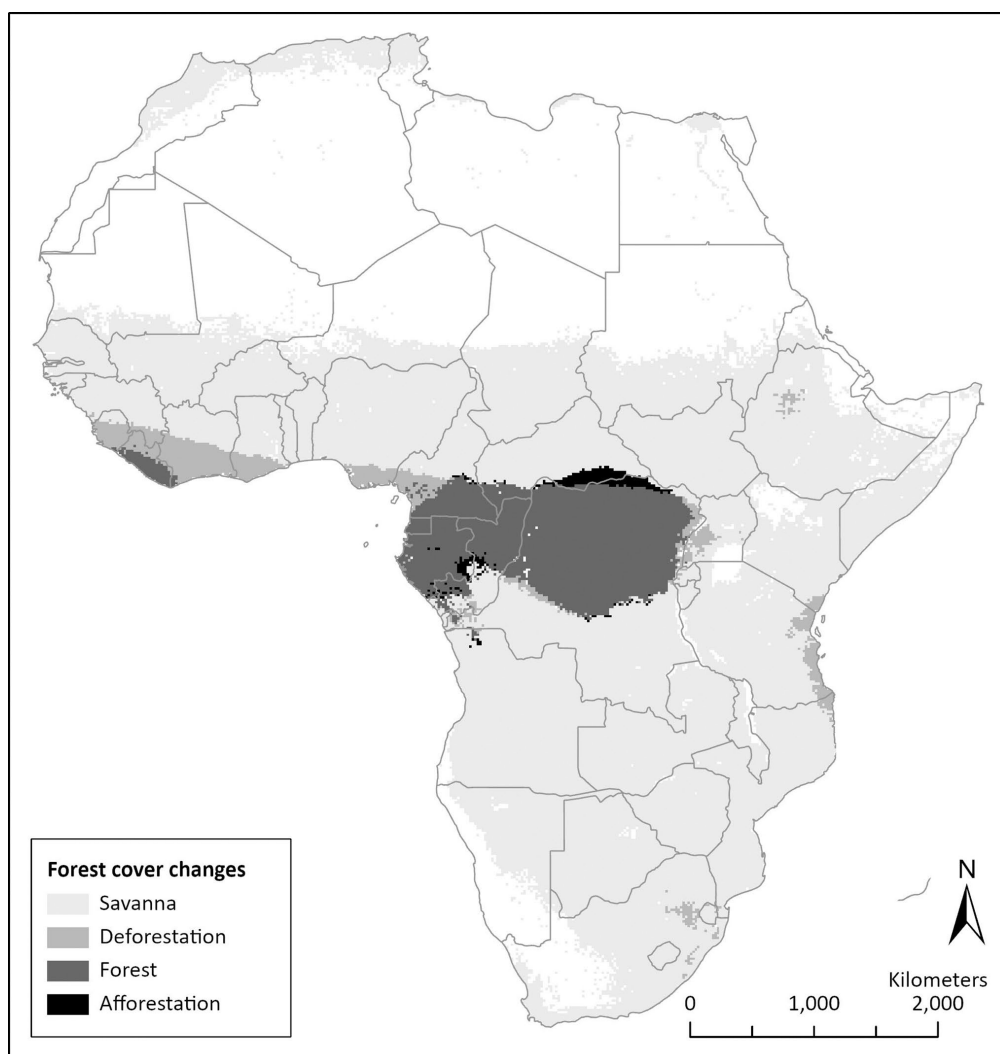 Forest cover changes
Savanna
Deforestation
Forest
Afforestation
N
Kilometers
0 1,000 2,000